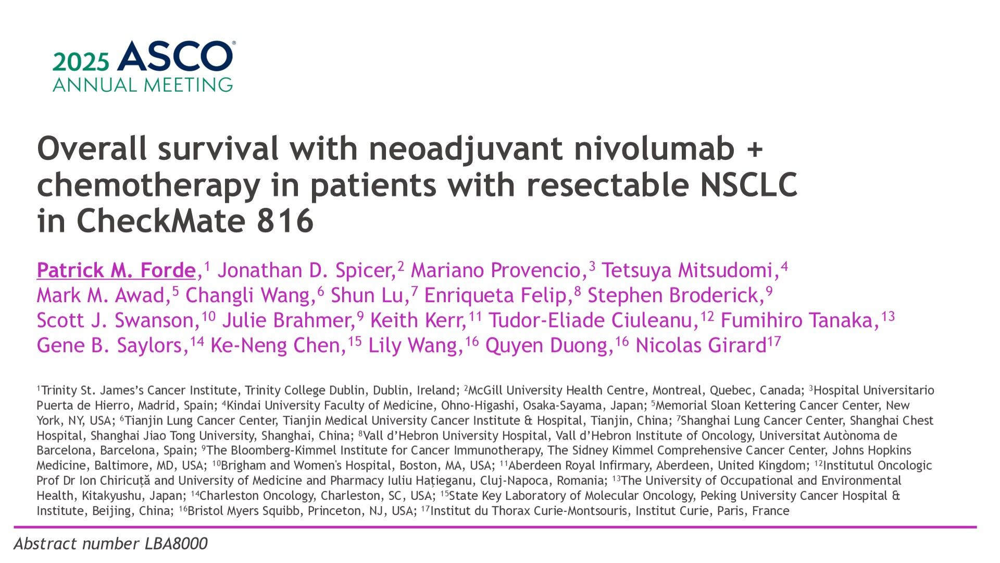 2025 ASCO®
ANNUAL MEETING
Overall survival with neoadjuvant nivolumab +
chemotherapy in patients with resectable NSCLC
in CheckMate 816
Patrick M. Forde,¹ Jonathan D. Spicer,² Mariano Provencio,³ Tetsuya Mitsudomi,⁴
Mark M. Awad,⁵ Changli Wang,⁶ Shun Lu,⁷ Enriqueta Felip,⁸ Stephen Broderick,⁹
Scott J. Swanson,¹⁰ Julie Brahmer,⁹ Keith Kerr,¹¹ Tudor-Eliade Ciuleanu,¹² Fumihiro Tanaka,¹³
Gene B. Saylors,¹⁴ Ke-Neng Chen,¹⁵ Lily Wang,¹⁶ Quyen Duong,¹⁶ Nicolas Girard¹⁷
¹Trinity St. James’s Cancer Institute, Trinity College Dublin, Dublin, Ireland; ²McGill University Health Centre, Montreal, Quebec, Canada; ³Hospital Universitario
Puerta de Hierro, Madrid, Spain; ⁴Kindai University Faculty of Medicine, Ohno-Higashi, Osaka-Sayama, Japan; ⁵Memorial Sloan Kettering Cancer Center, New
York, NY, USA; ⁶Tianjin Lung Cancer Center, Tianjin Medical University Cancer Institute & Hospital, Tianjin, China; ⁷Shanghai Lung Cancer Center, Shanghai Chest
Hospital, Shanghai Jiao Tong University, Shanghai, China; ⁸Vall d’Hebron University Hospital, Vall d’Hebron Institute of Oncology, Universitat Autònoma de
Barcelona, Barcelona, Spain; ⁹The Bloomberg-Kimmel Institute for Cancer Immunotherapy, The Sidney Kimmel Comprehensive Cancer Center, Johns Hopkins
Medicine, Baltimore, MD, USA; ¹⁰Brigham and Women's Hospital, Boston, MA, USA; ¹¹Aberdeen Royal Infirmary, Aberdeen, United Kingdom; ¹²Institutul Oncologic
Prof Dr Ion Chiricuţă and University of Medicine and Pharmacy Iuliu Haţieganu, Cluj-Napoca, Romania; ¹³The University of Occupational and Environmental
Health, Kitakyushu, Japan; ¹⁴Charleston Oncology, Charleston, SC, USA; ¹⁵State Key Laboratory of Molecular Oncology, Peking University Cancer Hospital &
Institute, Beijing, China; ¹⁶Bristol Myers Squibb, Princeton, NJ, USA; ¹⁷Institut du Thorax Curie-Montsouris, Institut Curie, Paris, France
Abstract number LBA8000